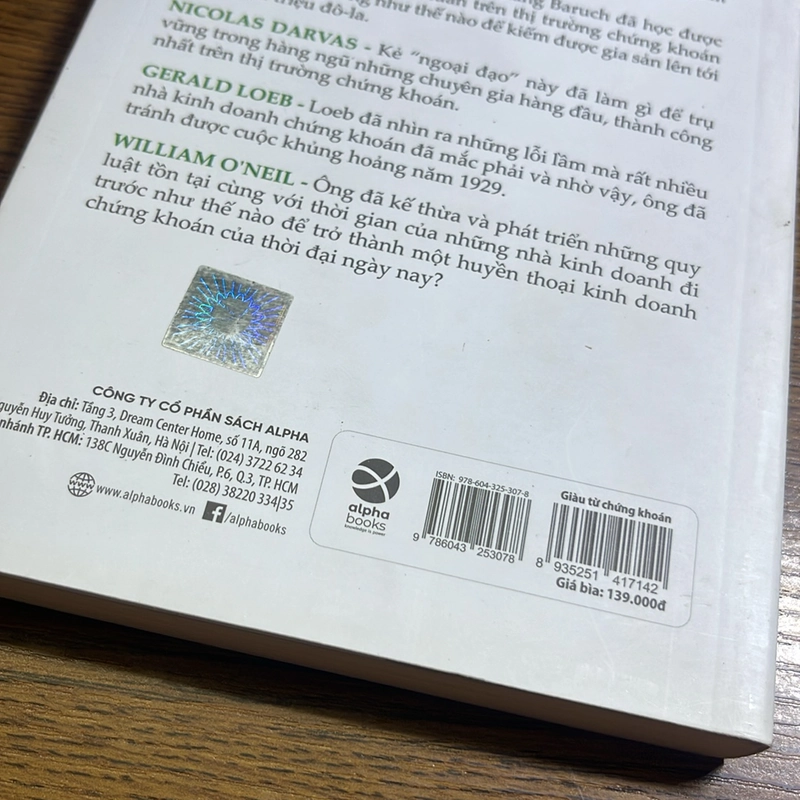 Baruch đã học được
trên thị trường chứng khoán
như thế nào để kiếm được gia sản lên tới
triệu đô-la.
NICOLAS DARVAS - Kẻ “ngoại đạo” này đã làm gì để trụ
vững trong hàng ngũ những chuyên gia hàng đầu, thành công
nhất trên thị trường chứng khoán.
GERALD LOEB - Loeb đã nhìn ra những lỗi lầm mà rất nhiều
nhà kinh doanh chứng khoán đã mắc phải và nhờ vậy, ông đã
tránh được cuộc khủng hoảng năm 1929.
WILLIAM O'NEIL - Ông đã kế thừa và phát triển những quy
luật tồn tại cùng với thời gian của những nhà kinh doanh đi
trước như thế nào để trở thành một huyền thoại kinh doanh
chứng khoán của thời đại ngày nay?
CÔNG TY CỔ PHẦN SÁCH ALPHA
Địa chỉ: Tầng 3, Dream Center Home, số 11A, ngõ 282
Huy Tưởng, Thanh Xuân, Hà Nội | Tel: (024) 3722 62 34
nhánh TP. HCM: 138C Nguyễn Đình Chiểu, P.6, Q.3, TP. HCM
Tel: (028) 38220 334|35
www.alphabooks.vn f/alphabooks
alpha
books
knowledge is power
ISBN: 978-604-325-307-8
9 786043 253078
Giàu từ chứng khoán
8 935251 417142
Giá bìa: 139.000đ